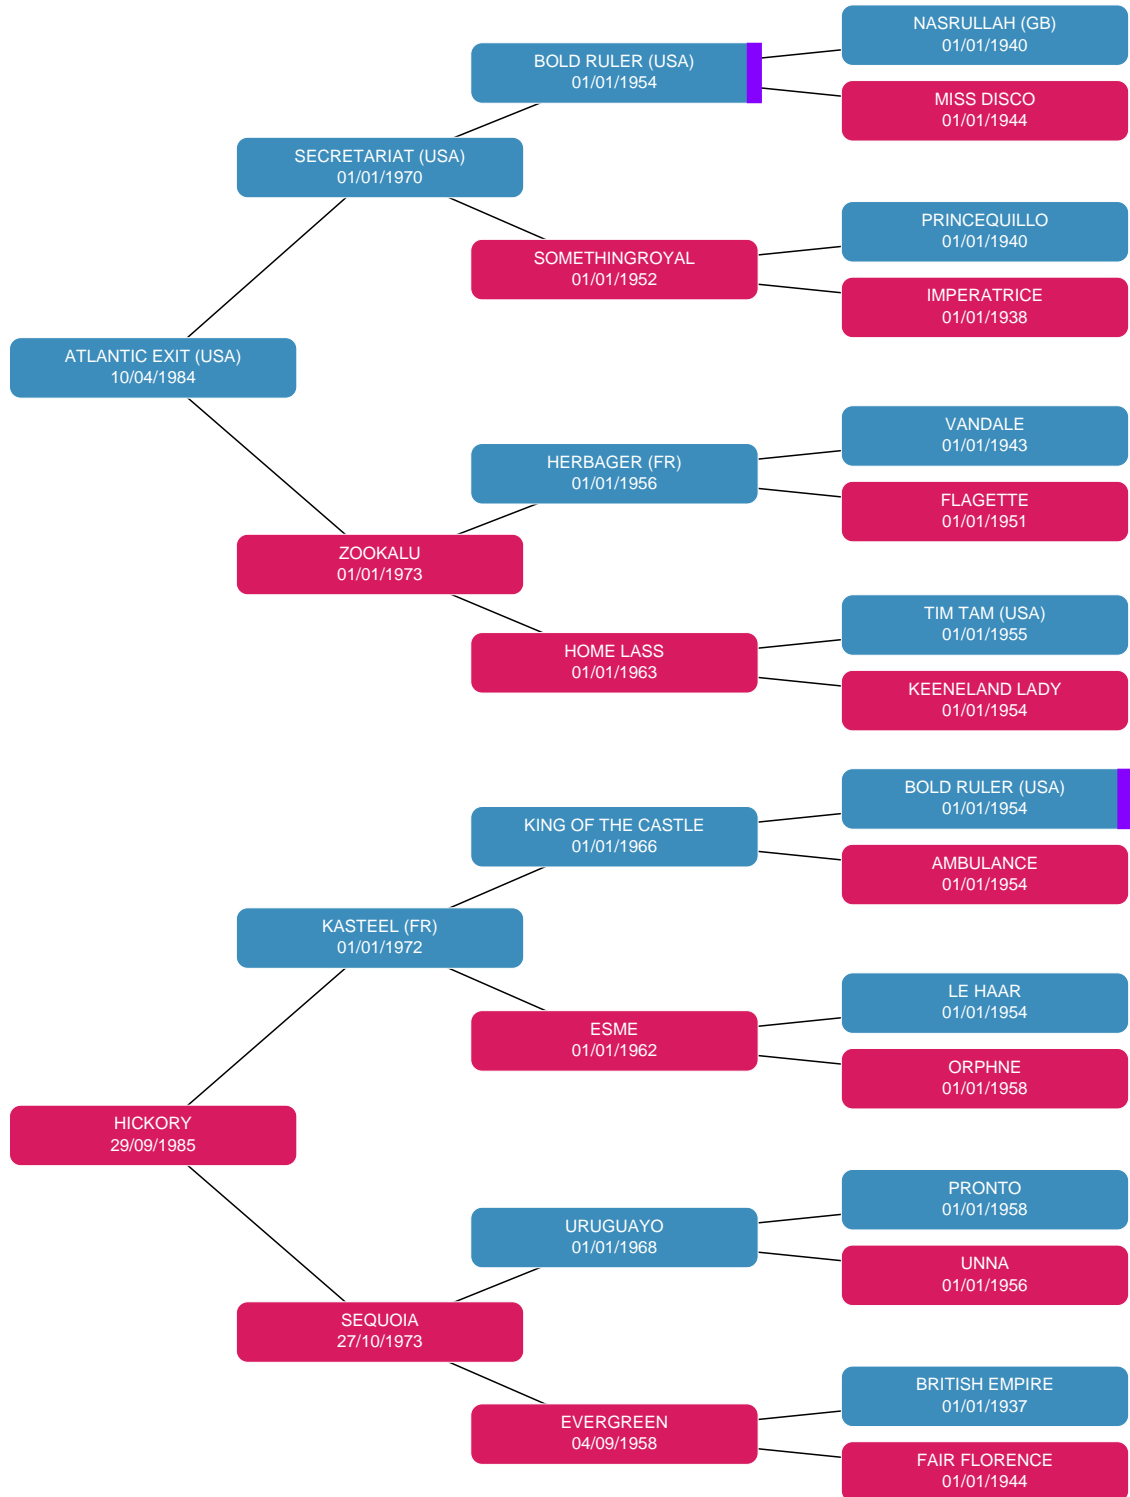 NASRULLAH (GB)
01/01/1940
BOLD RULER (USA)
01/01/1954
MISS DISCO
01/01/1944
SECRETARIAT (USA)
01/01/1970
PRINCEQUILLO
01/01/1940
SOMETHINGROYAL
01/01/1952
IMPERATRICE
01/01/1938
ATLANTIC EXIT (USA)
10/04/1984
VANDALE
01/01/1943
HERBAGER (FR)
01/01/1956
FLAGETTE
01/01/1951
ZOOKALU
01/01/1973
TIM TAM (USA)
01/01/1955
HOME LASS
01/01/1963
KEENELAND LADY
01/01/1954
BOLD RULER (USA)
01/01/1954
KING OF THE CASTLE
01/01/1966
AMBULANCE
01/01/1954
KASTEEL (FR)
01/01/1972
LE HAAR
01/01/1954
ESME
01/01/1962
ORPHNE
01/01/1958
HICKORY
29/09/1985
PRONTO
01/01/1958
URUGUAYO
01/01/1968
UNNA
01/01/1956
SEQUOIA
27/10/1973
BRITISH EMPIRE
01/01/1937
EVERGREEN
04/09/1958
FAIR FLORENCE
01/01/1944